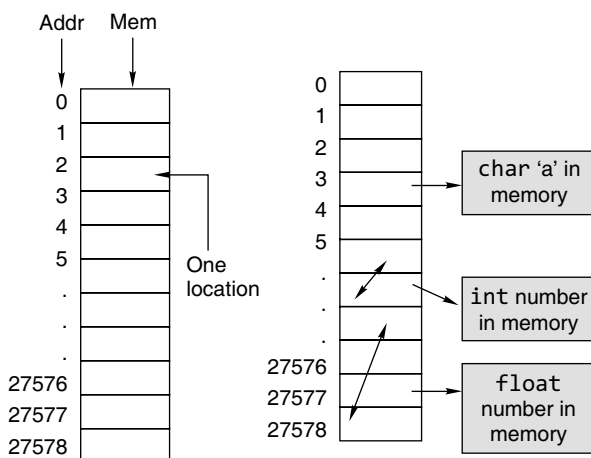 Addr Mem
0
1
2
3
4
5
.
.
.
27576
27577
27578
One
location
0
1
2
3
4
5
.
.
.
27576
27577
27578
char ‘a’ in
memory
int number
in memory
float
number in
memory